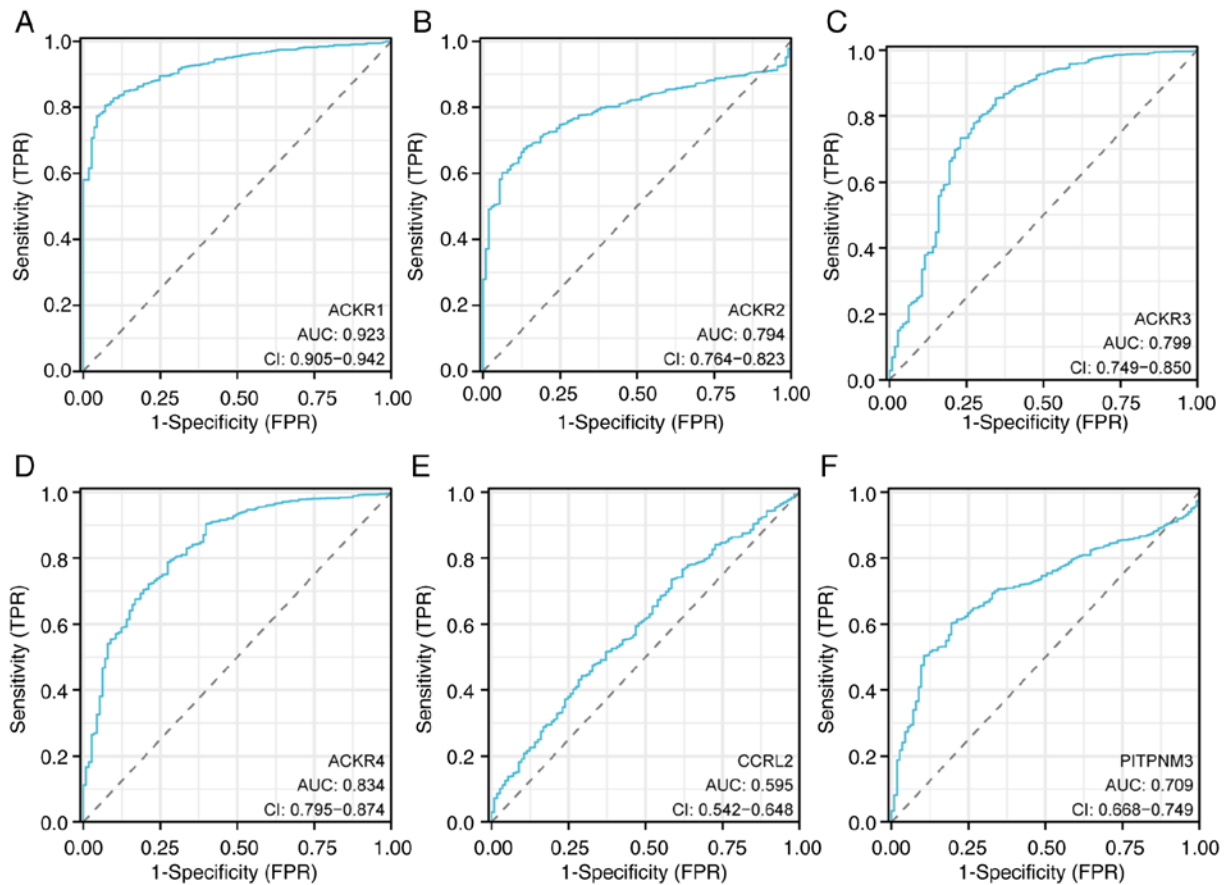 A
Sensitivity (TPR)
1.0
0.8
0.6
0.4
0.2
0.0
ACKR1
AUC: 0.923
CI: 0.905–0.942
0.00 0.25 0.50 0.75 1.00
1-Specificity (FPR)
B
Sensitivity (TPR)
1.0
0.8
0.6
0.4
0.2
0.0
ACKR2
AUC: 0.794
CI: 0.764–0.823
0.00 0.25 0.50 0.75 1.00
1-Specificity (FPR)
C
Sensitivity (TPR)
1.0
0.8
0.6
0.4
0.2
0.0
ACKR3
AUC: 0.799
CI: 0.749–0.850
0.00 0.25 0.50 0.75 1.00
1-Specificity (FPR)
D
Sensitivity (TPR)
1.0
0.8
0.6
0.4
0.2
0.0
ACKR4
AUC: 0.834
CI: 0.795–0.874
0.00 0.25 0.50 0.75 1.00
1-Specificity (FPR)
E
Sensitivity (TPR)
1.0
0.8
0.6
0.4
0.2
0.0
CCRL2
AUC: 0.595
CI: 0.542–0.648
0.00 0.25 0.50 0.75 1.00
1-Specificity (FPR)
F
Sensitivity (TPR)
1.0
0.8
0.6
0.4
0.2
0.0
PITPNM3
AUC: 0.709
CI: 0.668–0.749
0.00 0.25 0.50 0.75 1.00
1-Specificity (FPR)